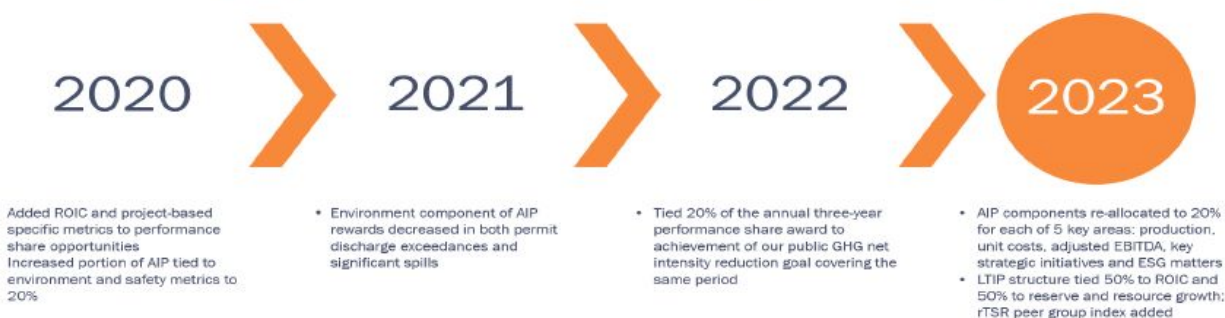 2020
2021
2022
2023
Added ROIC and project-based
specific metrics to performance
share opportunities
Increased portion of AIP tied to
environment and safety metrics to
20%
• Environment component of AIP
rewards decreased in both permit
discharge exceedances and
significant spills
• Tied 20% of the annual three-year
performance share award to
achievement of our public GHG net
intensity reduction goal covering the
same period
• AIP components re-allocated to 20%
for each of 5 key areas: production,
unit costs, adjusted EBITDA, key
strategic initiatives and ESG matters
• LTIP structure tied 50% to ROIC and
50% to reserve and resource growth;
rTSR peer group index added